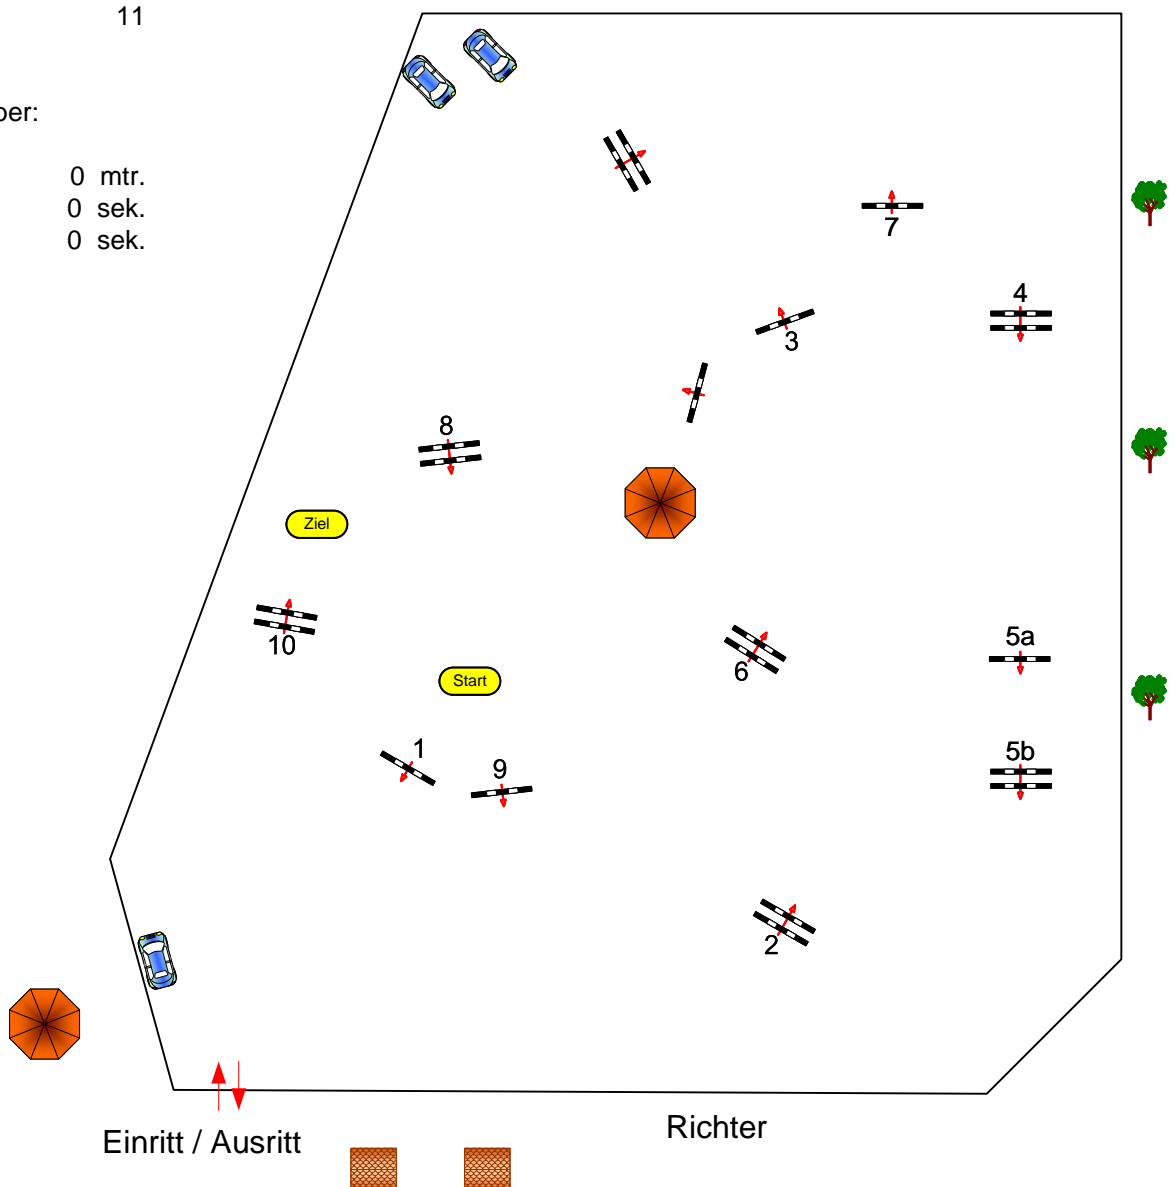 11
per:
0 mtr.
0 sek.
0 sek.
7
4
3
8
Ziel
10
6
5a
Start
1
9
5b
2
Einritt / Ausritt
Richter